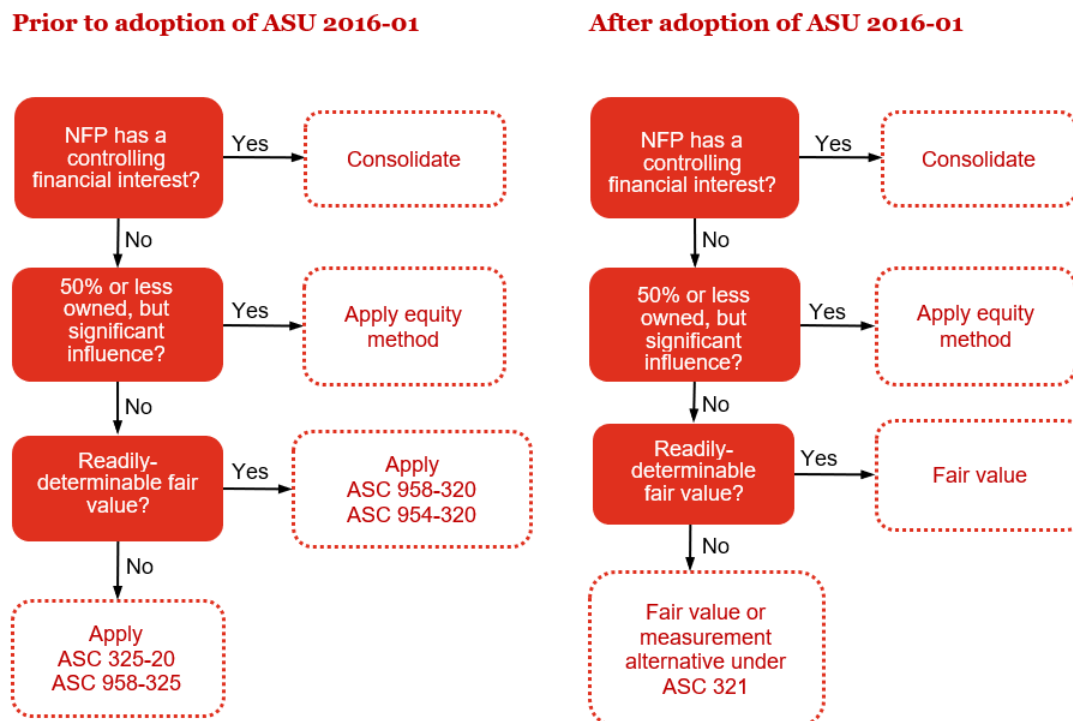 Prior to adoption of ASU 2016-01
NFP has a
controlling
financial interest?
Yes
Consolidate
No
50% or less
owned, but
significant
influence?
Yes
Apply equity
method
No
Readily-
determinable fair
value?
Yes
Apply
ASC 958-320
ASC 954-320
No
Apply
ASC 325-20
ASC 958-325
After adoption of ASU 2016-01
NFP has a
controlling
financial interest?
Yes
Consolidate
No
50% or less
owned, but
significant
influence?
Yes
Apply equity
method
No
Readily-
determinable
fair value?
Yes
Fair value
No
Fair value or
measurement
alternative under
ASC 321